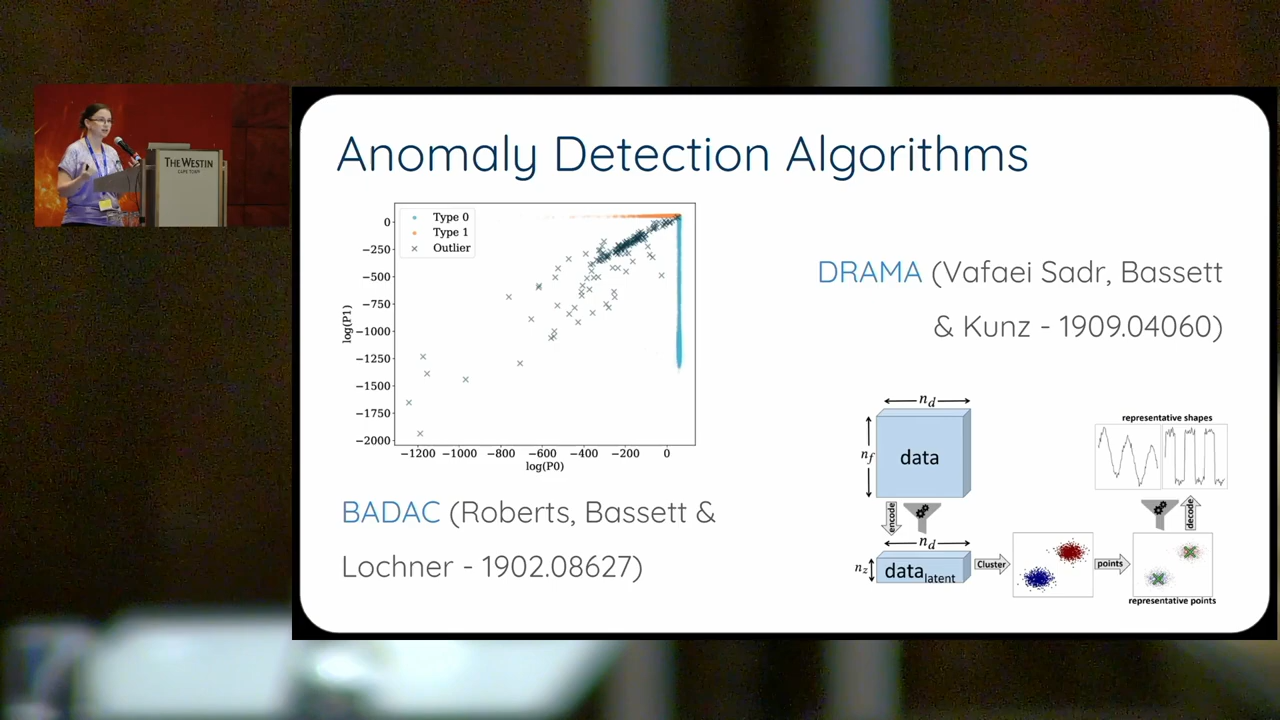 THE WESTIN
CAPE TOWN
Anomaly Detection Algorithms
Type 0
Type 1
Outlier
log(P1)
0
−250
−500
−750
−1000
−1250
−1500
−1750
−2000
−1200 −1000 −800 −600 −400 −200 0
log(P0)
BADAC (Roberts, Bassett &
Lochner - 1902.08627)
DRAMA (Vafaei Sadr, Bassett
& Kunz - 1909.04060)
n_d
n_f
data
encode
n_d
n_z
data_latent
Cluster
points
representative shapes
decode
representative points